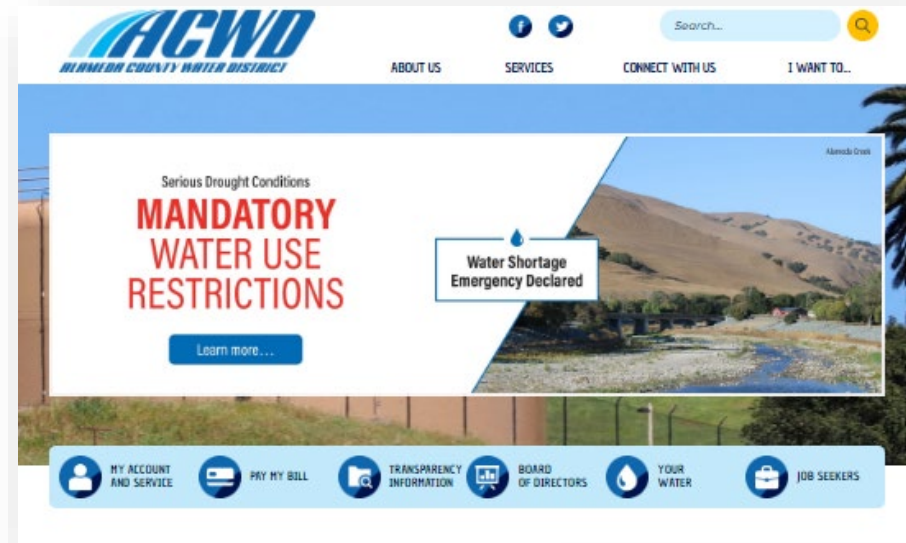 ACWD
ALAMEDA COUNTY WATER DISTRICT
Search...
ABOUT US
SERVICES
CONNECT WITH US
I WANT TO...
Alameda Creek
Serious Drought Conditions
MANDATORY
WATER USE
RESTRICTIONS
Learn more...
Water Shortage
Emergency Declared
MY ACCOUNT
AND SERVICE
PAY MY BILL
TRANSPARENCY
INFORMATION
BOARD
OF DIRECTORS
YOUR
WATER
JOB SEEKERS